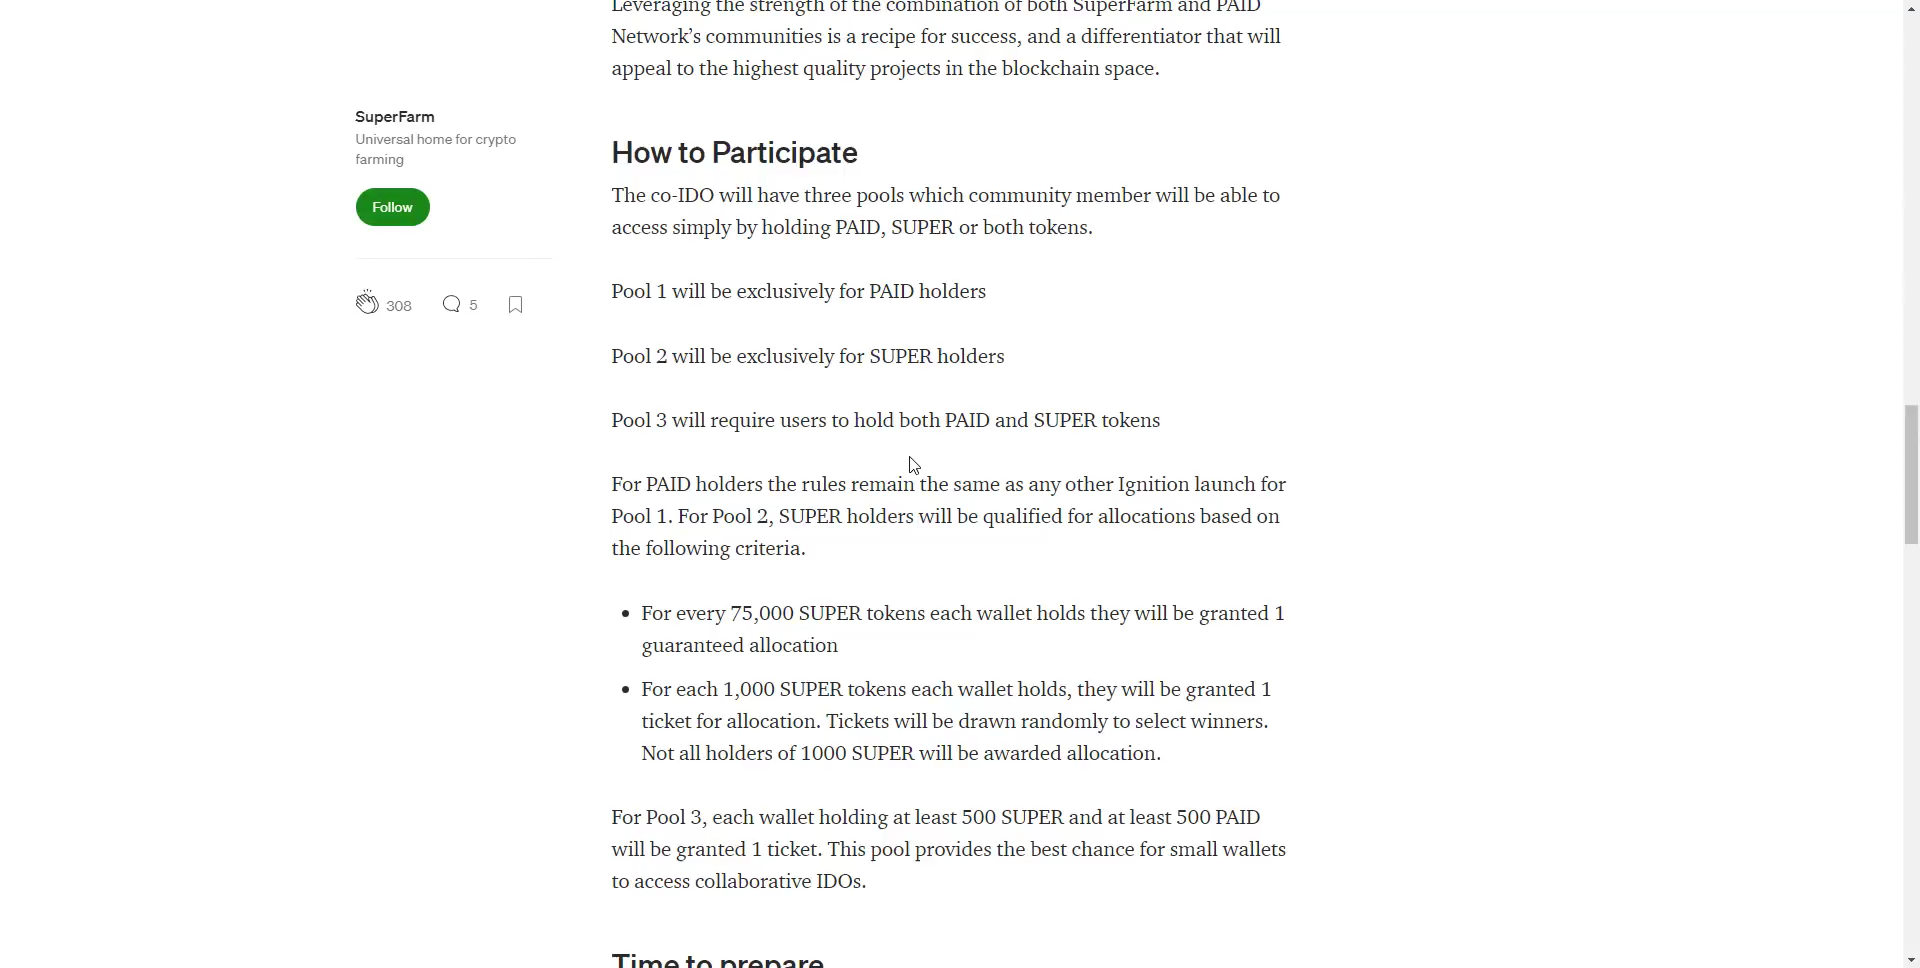 Leveraging the strength of the combination of both SuperFarm and PAID
Network’s communities is a recipe for success, and a differentiator that will
appeal to the highest quality projects in the blockchain space.
SuperFarm
Universal home for crypto
farming
Follow
308
5
How to Participate
The co-IDO will have three pools which community member will be able to
access simply by holding PAID, SUPER or both tokens.
Pool 1 will be exclusively for PAID holders
Pool 2 will be exclusively for SUPER holders
Pool 3 will require users to hold both PAID and SUPER tokens
For PAID holders the rules remain the same as any other Ignition launch for
Pool 1. For Pool 2, SUPER holders will be qualified for allocations based on
the following criteria.
For every 75,000 SUPER tokens each wallet holds they will be granted 1
guaranteed allocation
For each 1,000 SUPER tokens each wallet holds, they will be granted 1
ticket for allocation. Tickets will be drawn randomly to select winners.
Not all holders of 1000 SUPER will be awarded allocation.
For Pool 3, each wallet holding at least 500 SUPER and at least 500 PAID
will be granted 1 ticket. This pool provides the best chance for small wallets
to access collaborative IDOs.
Time to prepare